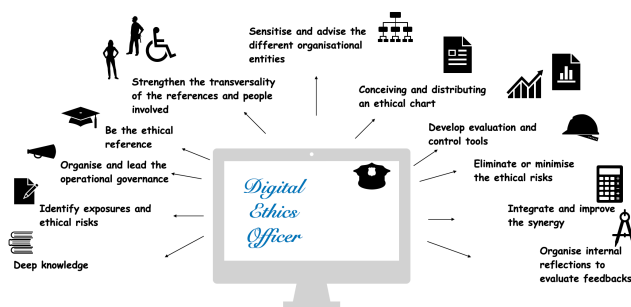 Sensitise and advise the
different organisational
entities
Strengthen the transversality
of the references and people
involved
Conceiving and distributing
an ethical chart
Be the ethical
reference
Develop evaluation and
control tools
Organise and lead the
operational governance
Eliminate or minimise
the ethical risks
Identify exposures and
ethical risks
Integrate and improve
the synergy
Deep knowledge
Organise internal
reflections to
evaluate feedbacks
Digital
Ethics
Officer